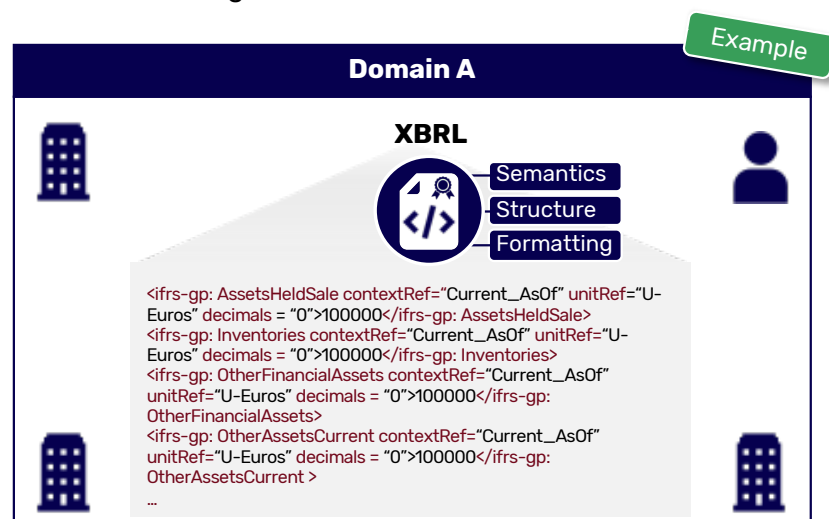 Example
Domain A
XBRL
Semantics
Structure
Formatting
</>
<ifrs-gp: AssetsHeldSale contextRef=“Current_AsOf” unitRef=“U-
Euros” decimals = “0”>100000</ifrs-gp: AssetsHeldSale>
<ifrs-gp: Inventories contextRef=“Current_AsOf” unitRef=“U-
Euros” decimals = “0”>100000</ifrs-gp: Inventories>
<ifrs-gp: OtherFinancialAssets contextRef=“Current_AsOf”
unitRef=“U-Euros” decimals = “0”>100000</ifrs-gp:
OtherFinancialAssets>
<ifrs-gp: OtherAssetsCurrent contextRef=“Current_AsOf”
unitRef=“U-Euros” decimals = “0”>100000</ifrs-gp:
OtherAssetsCurrent >
…